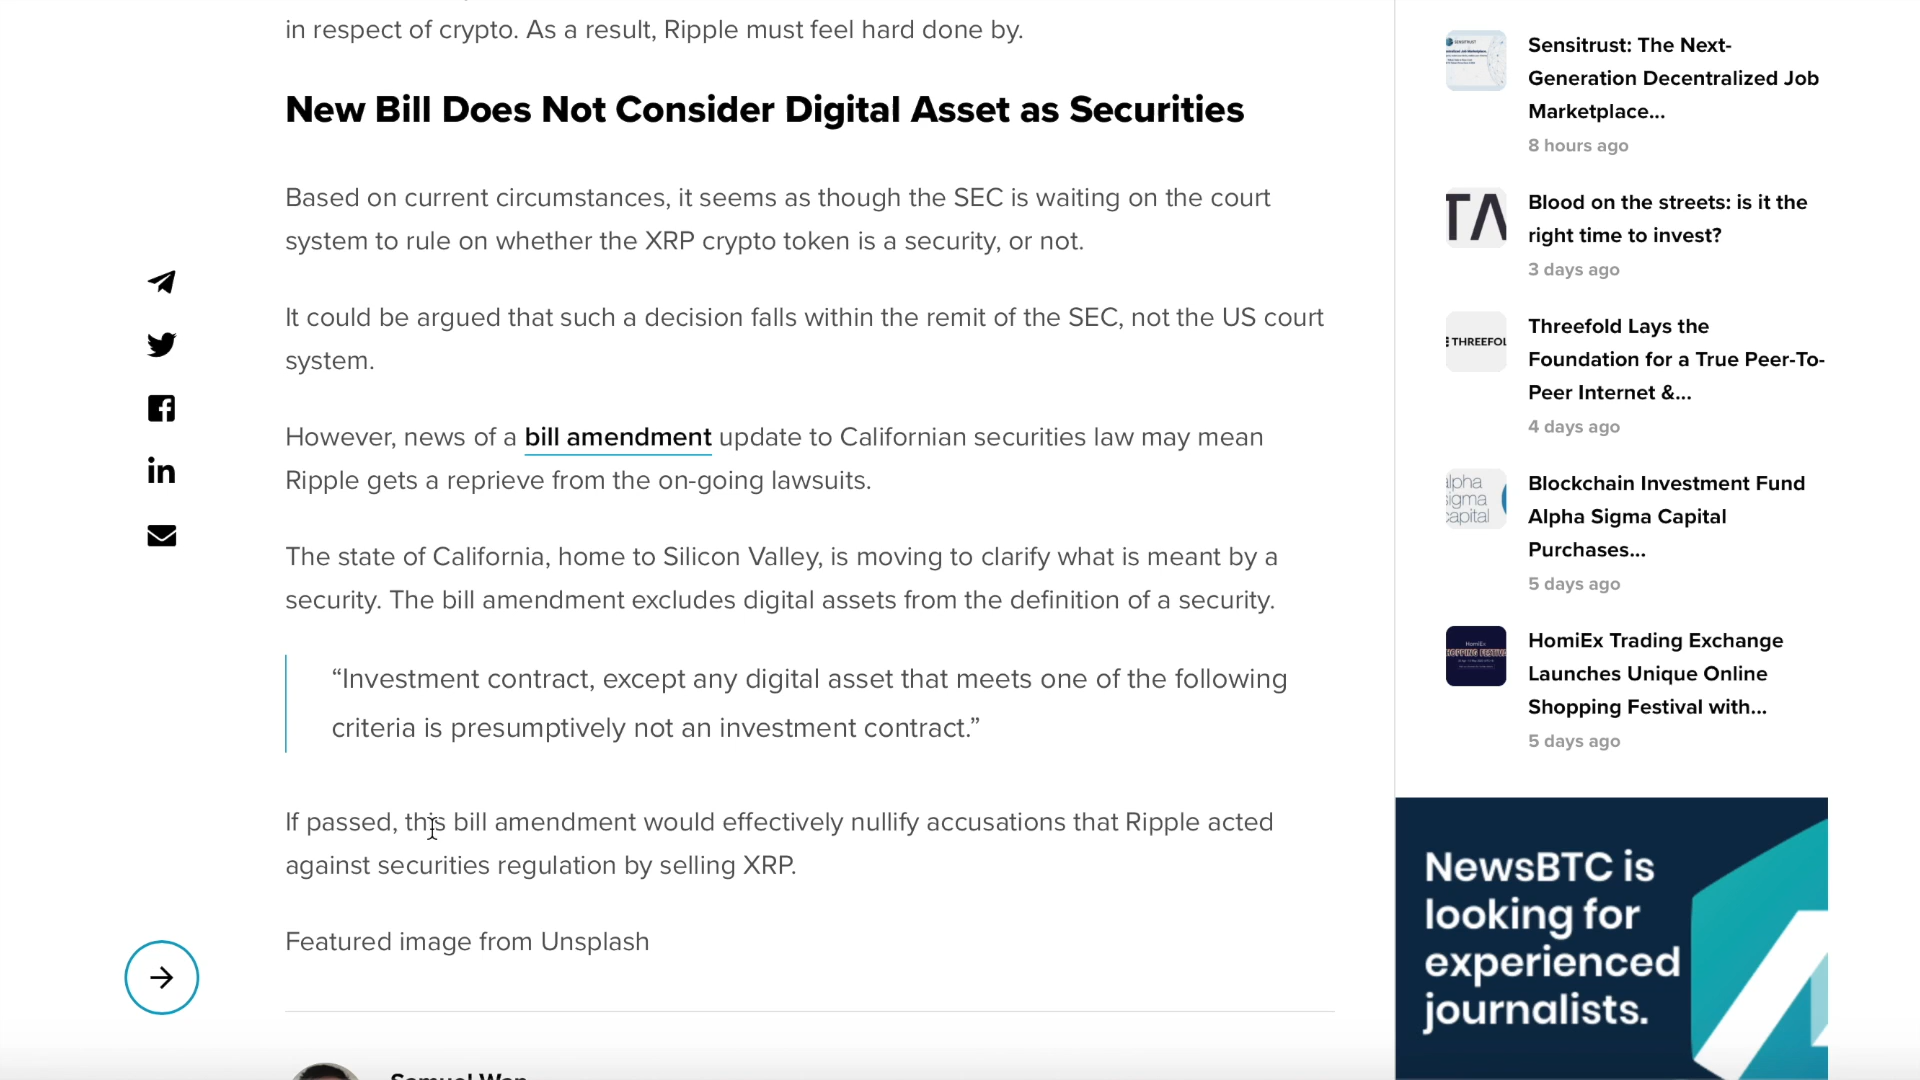 in respect of crypto. As a result, Ripple must feel hard done by.
New Bill Does Not Consider Digital Asset as Securities
Based on current circumstances, it seems as though the SEC is waiting on the court
system to rule on whether the XRP crypto token is a security, or not.
It could be argued that such a decision falls within the remit of the SEC, not the US court
system.
However, news of a bill amendment update to Californian securities law may mean
Ripple gets a reprieve from the on-going lawsuits.
The state of California, home to Silicon Valley, is moving to clarify what is meant by a
security. The bill amendment excludes digital assets from the definition of a security.
“Investment contract, except any digital asset that meets one of the following
criteria is presumptively not an investment contract.”
If passed, this bill amendment would effectively nullify accusations that Ripple acted
against securities regulation by selling XRP.
Featured image from Unsplash
Sensitrust: The Next-
Generation Decentralized Job
Marketplace...
8 hours ago
TA
Blood on the streets: is it the
right time to invest?
3 days ago
THREEFOL
Threefold Lays the
Foundation for a True Peer-To-
Peer Internet &...
4 days ago
alpha
sigma
capital
Blockchain Investment Fund
Alpha Sigma Capital
Purchases...
5 days ago
HomiEx Trading Exchange
Launches Unique Online
Shopping Festival with...
5 days ago
NewsBTC is
looking for
experienced
journalists.